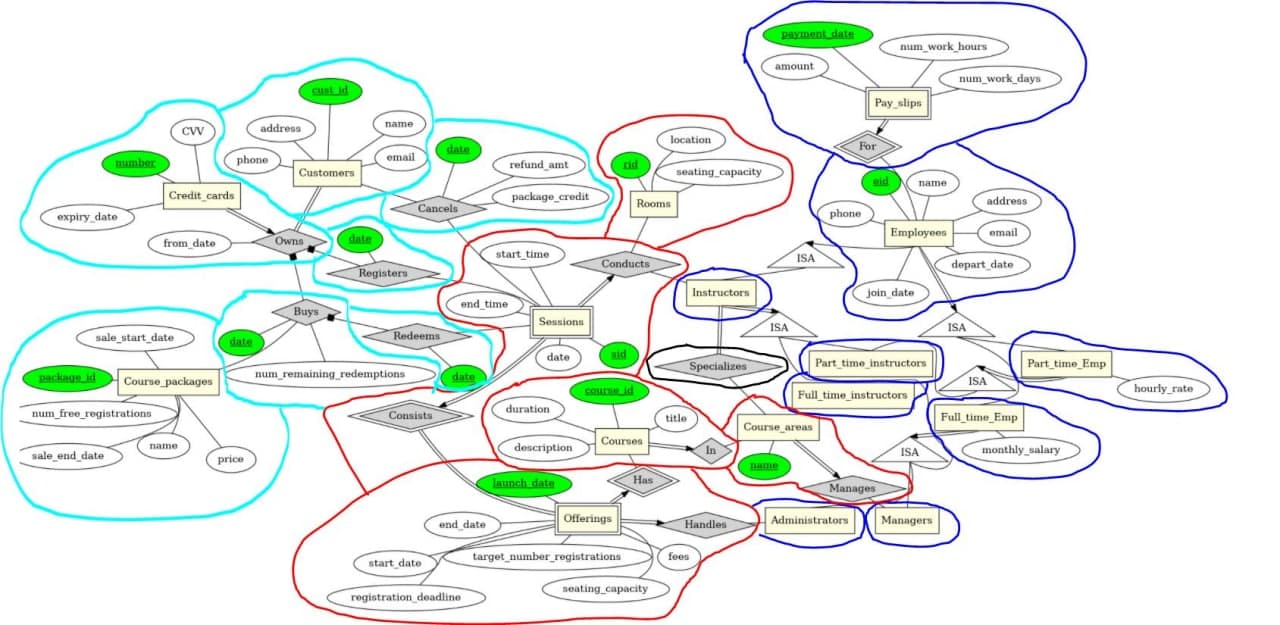 payment_date
num_work_hours
amount
num_work_days
Pay_slips
For
cust_id
CVV
address
name
number
phone
email
Customers
Credit_cards
expiry_date
from_date
Owns
date
refund_amt
package_credit
Cancels
location
rid
seating_capacity
Rooms
eid
name
address
phone
Employees
email
depart_date
join_date
ISA
date
Registers
start_time
Conducts
end_time
Instructors
Sessions
date
sid
Buys
Redeems
date
date
num_remaining_redemptions
ISA
ISA
Specializes
Part_time_instructors
Full_time_instructors
ISA
Part_time_Emp
hourly_rate
Full_time_Emp
monthly_salary
ISA
sale_start_date
package_id
Course_packages
num_free_registrations
name
sale_end_date
price
Consists
course_id
duration
title
description
Courses
In
Course_areas
name
launch_date
Has
Manages
end_date
Offerings
Handles
Administrators
Managers
start_date
target_number_registrations
fees
registration_deadline
seating_capacity